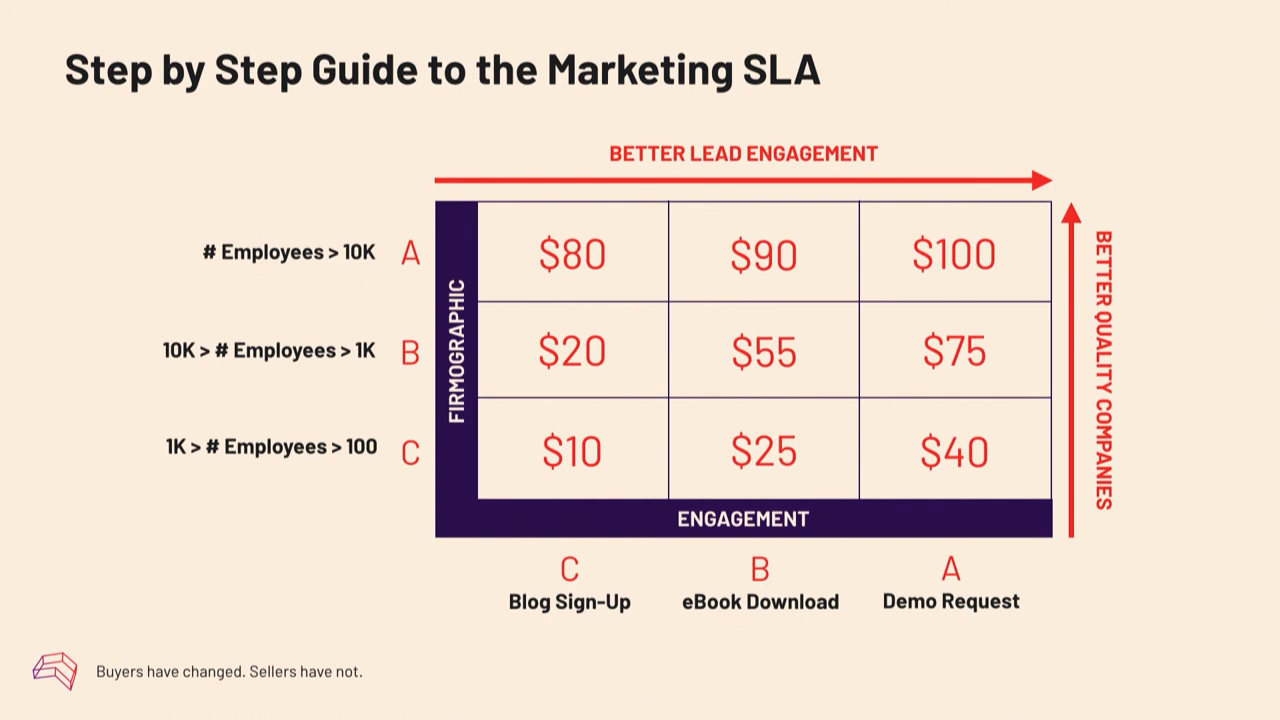 Step by Step Guide to the Marketing SLA
BETTER LEAD ENGAGEMENT
# Employees > 10K A $80 $90 $100
10K > # Employees > 1K B $20 $55 $75
1K > # Employees > 100 C $10 $25 $40
FIRMOGRAPHIC
BETTER QUALITY COMPANIES
ENGAGEMENT
C B A
Blog Sign-Up eBook Download Demo Request
Buyers have changed. Sellers have not.